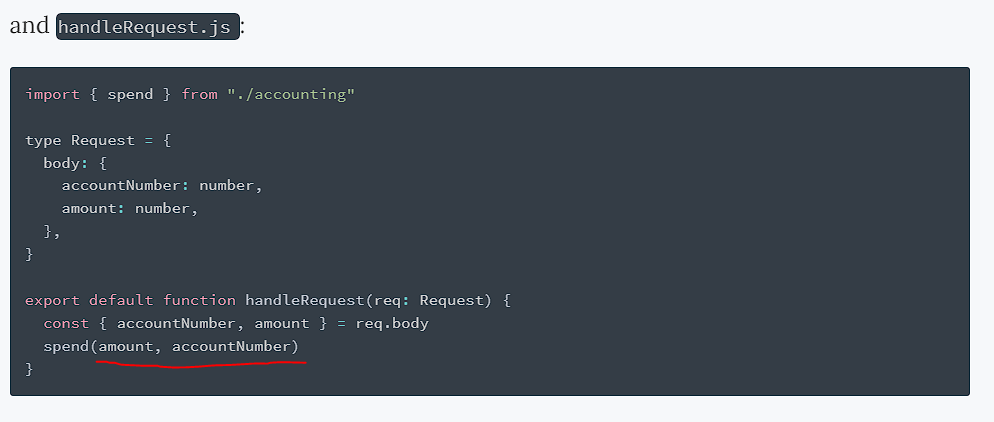 and handleRequest.js:
import { spend } from "./accounting"
type Request = {
body: {
accountNumber: number,
amount: number,
},
}
export default function handleRequest(req: Request) {
const { accountNumber, amount } = req.body
spend(amount, accountNumber)
}